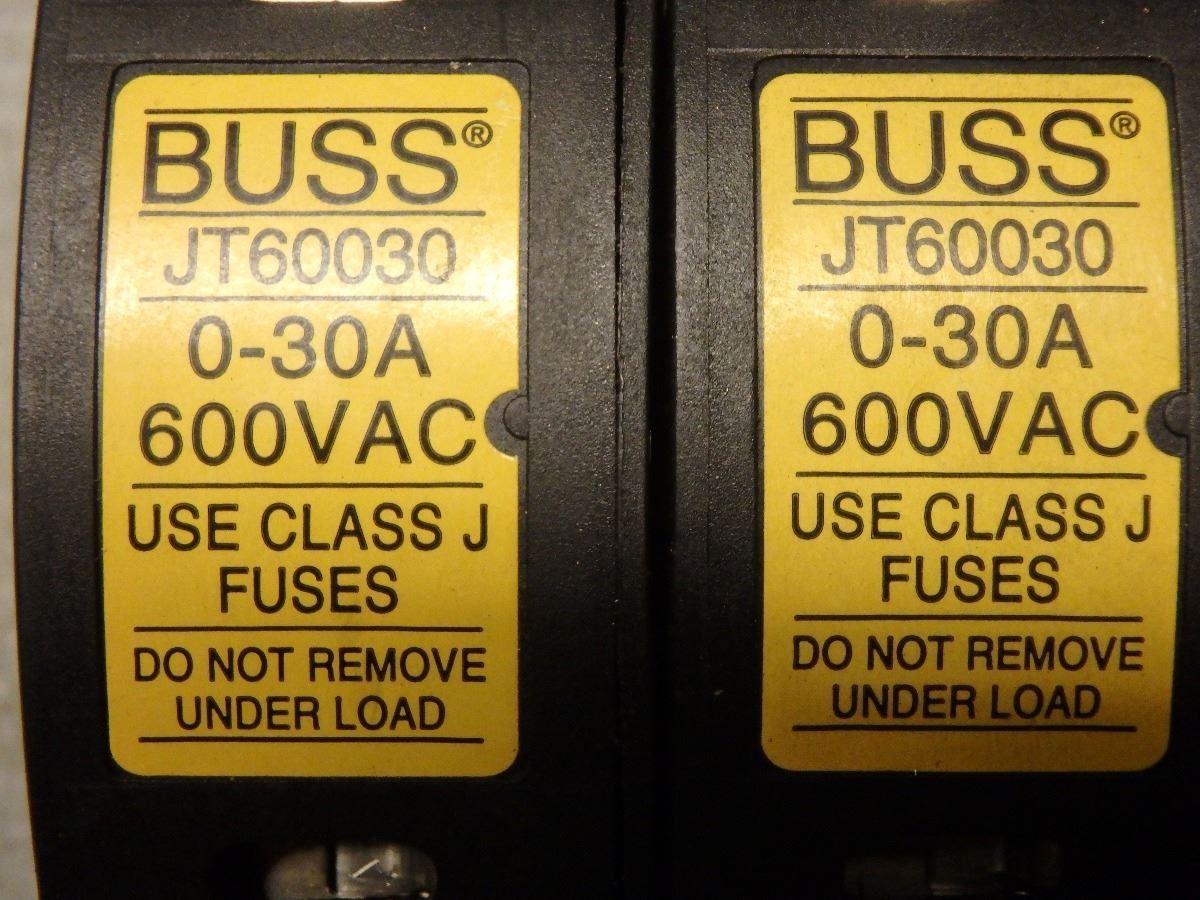 BUSS®
JT60030
0-30A
600VAC
USE CLASS J
FUSES
DO NOT REMOVE
UNDER LOAD
BUSS®
JT60030
0-30A
600VAC
USE CLASS J
FUSES
DO NOT REMOVE
UNDER LOAD